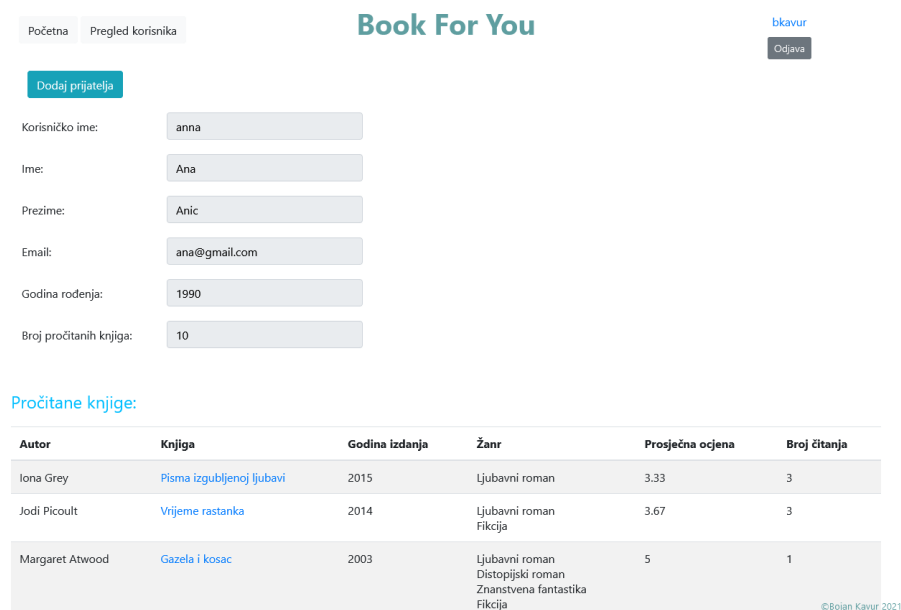 Početna Pregled korisnika Book For You bkavur
Odjava
Dodaj prijatelja
Korisničko ime: anna
Ime: Ana
Prezime: Anic
Email: ana@gmail.com
Godina rođenja: 1990
Broj pročitanih knjiga: 10
Pročitane knjige:
Autor Knjiga Godina izdanja Žanr Prosječna ocjena Broj čitanja
Iona Grey Pisma izgubljenoj ljubavi 2015 Ljubavni roman 3.33 3
Jodi Picoult Vrijeme rastanka 2014 Ljubavni roman 3.67 3
Fikcija
Margaret Atwood Gazela i kosac 2003 Ljubavni roman 5 1
Distopijski roman
Znanstvena fantastika
Fikcija
©Bojan Kavur 2021